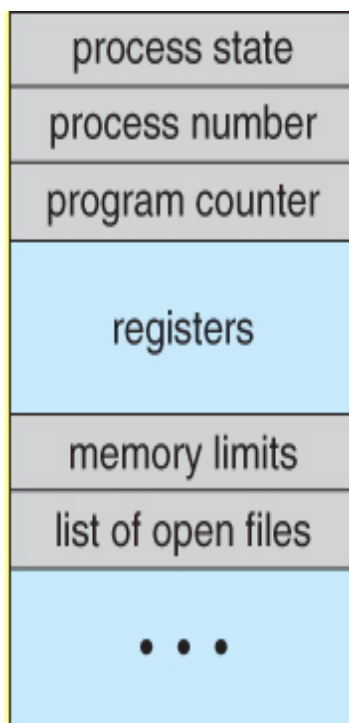 process state
process number
program counter
registers
memory limits
list of open files
• • •